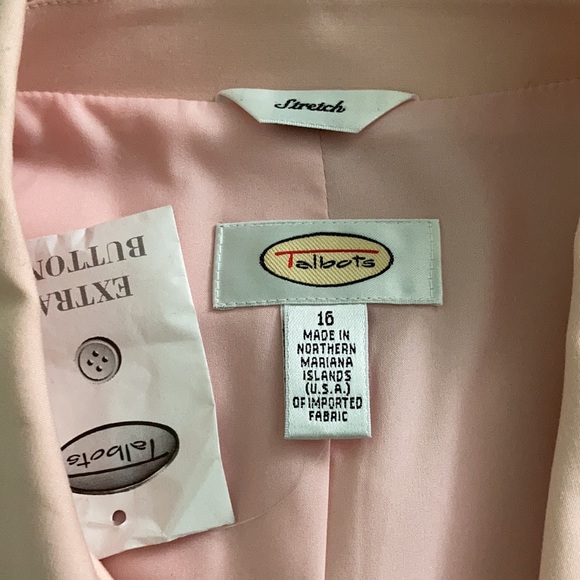 Stretch
Talbots
16
MADE IN
NORTHERN
MARIANA
ISLANDS
(U.S.A.)
OF IMPORTED
FABRIC
EXTRA
BUTTON
Talbots